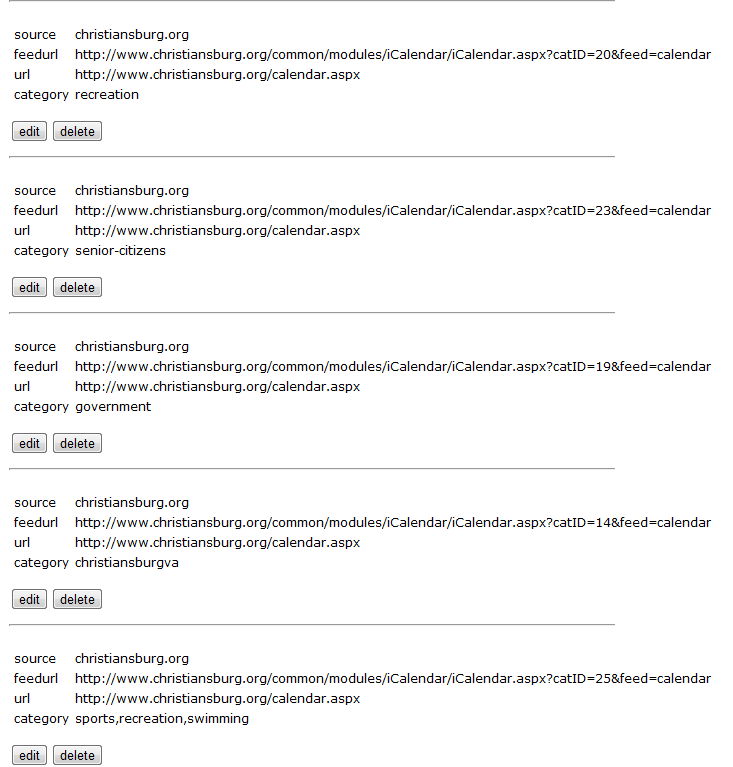 source christiansburg.org
feedurl http://www.christiansburg.org/common/modules/iCalendar/iCalendar.aspx?catID=20&feed=calendar
url http://www.christiansburg.org/calendar.aspx
category recreation
edit delete
source christiansburg.org
feedurl http://www.christiansburg.org/common/modules/iCalendar/iCalendar.aspx?catID=23&feed=calendar
url http://www.christiansburg.org/calendar.aspx
category senior-citizens
edit delete
source christiansburg.org
feedurl http://www.christiansburg.org/common/modules/iCalendar/iCalendar.aspx?catID=19&feed=calendar
url http://www.christiansburg.org/calendar.aspx
category government
edit delete
source christiansburg.org
feedurl http://www.christiansburg.org/common/modules/iCalendar/iCalendar.aspx?catID=14&feed=calendar
url http://www.christiansburg.org/calendar.aspx
category christiansburgva
edit delete
source christiansburg.org
feedurl http://www.christiansburg.org/common/modules/iCalendar/iCalendar.aspx?catID=25&feed=calendar
url http://www.christiansburg.org/calendar.aspx
category sports,recreation,swimming
edit delete